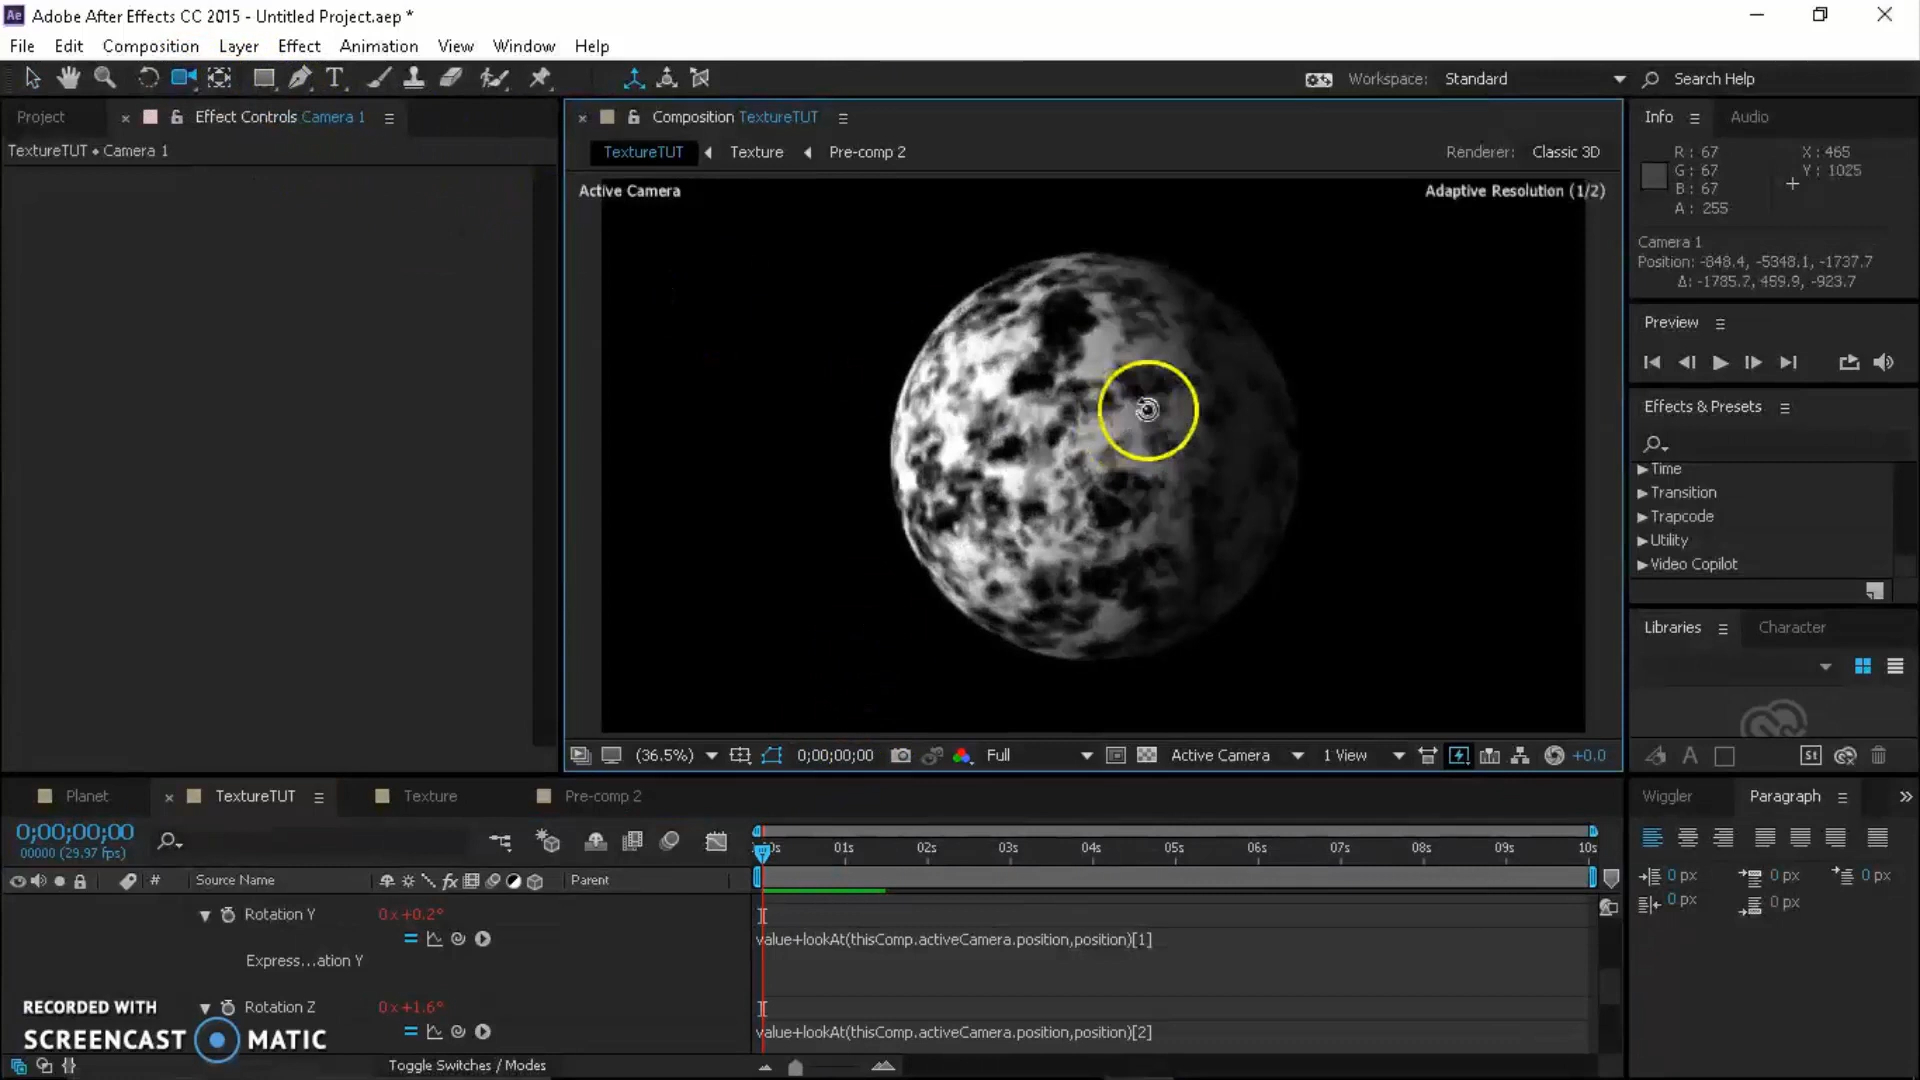 Adobe After Effects CC 2015 - Untitled Project.aep *
File Edit Composition Layer Effect Animation View Window Help
Workspace: Standard Search Help
Project Effect Controls Camera 1
TextureTUT • Camera 1
Composition TextureTUT
TextureTUT Texture Pre-comp 2
Renderer: Classic 3D
Active Camera
Adaptive Resolution (1/2)
(36.5%) 0;00;00;00 Full Active Camera 1 View +0.0
Info Audio
R : 67 X : 465
G : 67 Y : 1025
B : 67
A : 255
Camera 1
Position: -848.4, -5348.1, -1737.7
Δ: -1785.7, 459.9, -923.7
Preview
Effects & Presets
Time
Transition
Trapcode
Utility
Video Copilot
Libraries Character
St
Wiggler Paragraph
0 px 0 px 0 px
0 px 0 px
Planet TextureTUT Texture Pre-comp 2
0;00;00;00
00000 (29.97 fps)
01s 02s 03s 04s 05s 06s 07s 08s 09s 10s
# Source Name Parent
Rotation Y 0x+0.2°
value+lookAt(thisComp.activeCamera.position,position)[1]
Express...ation Y
Rotation Z 0x+1.6°
value+lookAt(thisComp.activeCamera.position,position)[2]
RECORDED WITH
SCREENCAST MATIC
Toggle Switches / Modes